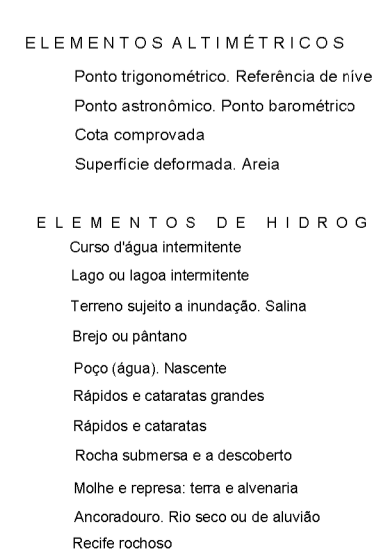 ELEMENTOS ALTIMÉTRICOS
Ponto trigonométrico. Referência de níve
Ponto astronômico. Ponto barométrico
Cota comprovada
Superfície deformada. Areia
ELEMENTOS DE HIDROG
Curso d'água intermitente
Lago ou lagoa intermitente
Terreno sujeito a inundação. Salina
Brejo ou pântano
Poço (água). Nascente
Rápidos e cataratas grandes
Rápidos e cataratas
Rocha submersa e a descoberto
Molhe e represa: terra e alvenaria
Ancoradouro. Rio seco ou de aluvião
Recife rochoso